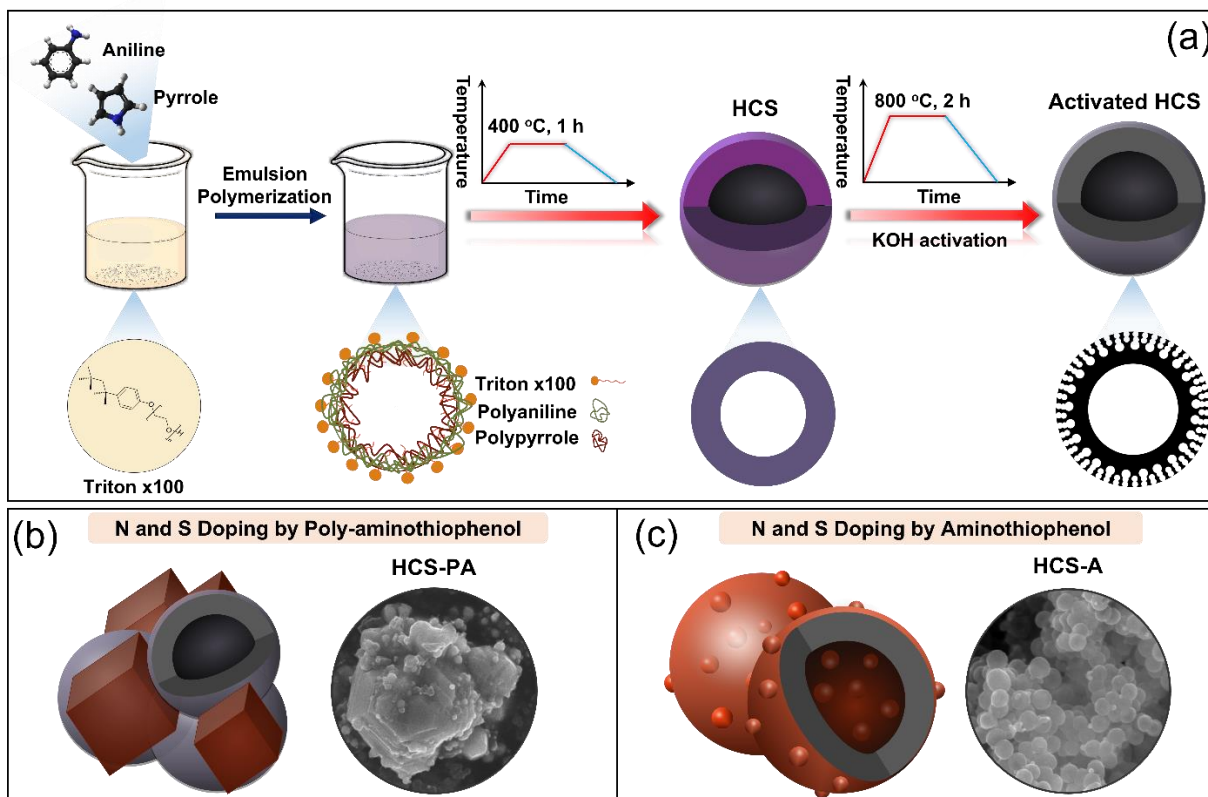 (a)
Aniline
Pyrrole
Emulsion
Polymerization
Temperature
400 °C, 1 h
Time
HCS
Temperature
800 °C, 2 h
Time
KOH activation
Activated HCS
Triton x100
Triton x100
Polyaniline
Polypyrrole
(b)
N and S Doping by Poly-aminothiophenol
HCS-PA
(c)
N and S Doping by Aminothiophenol
HCS-A